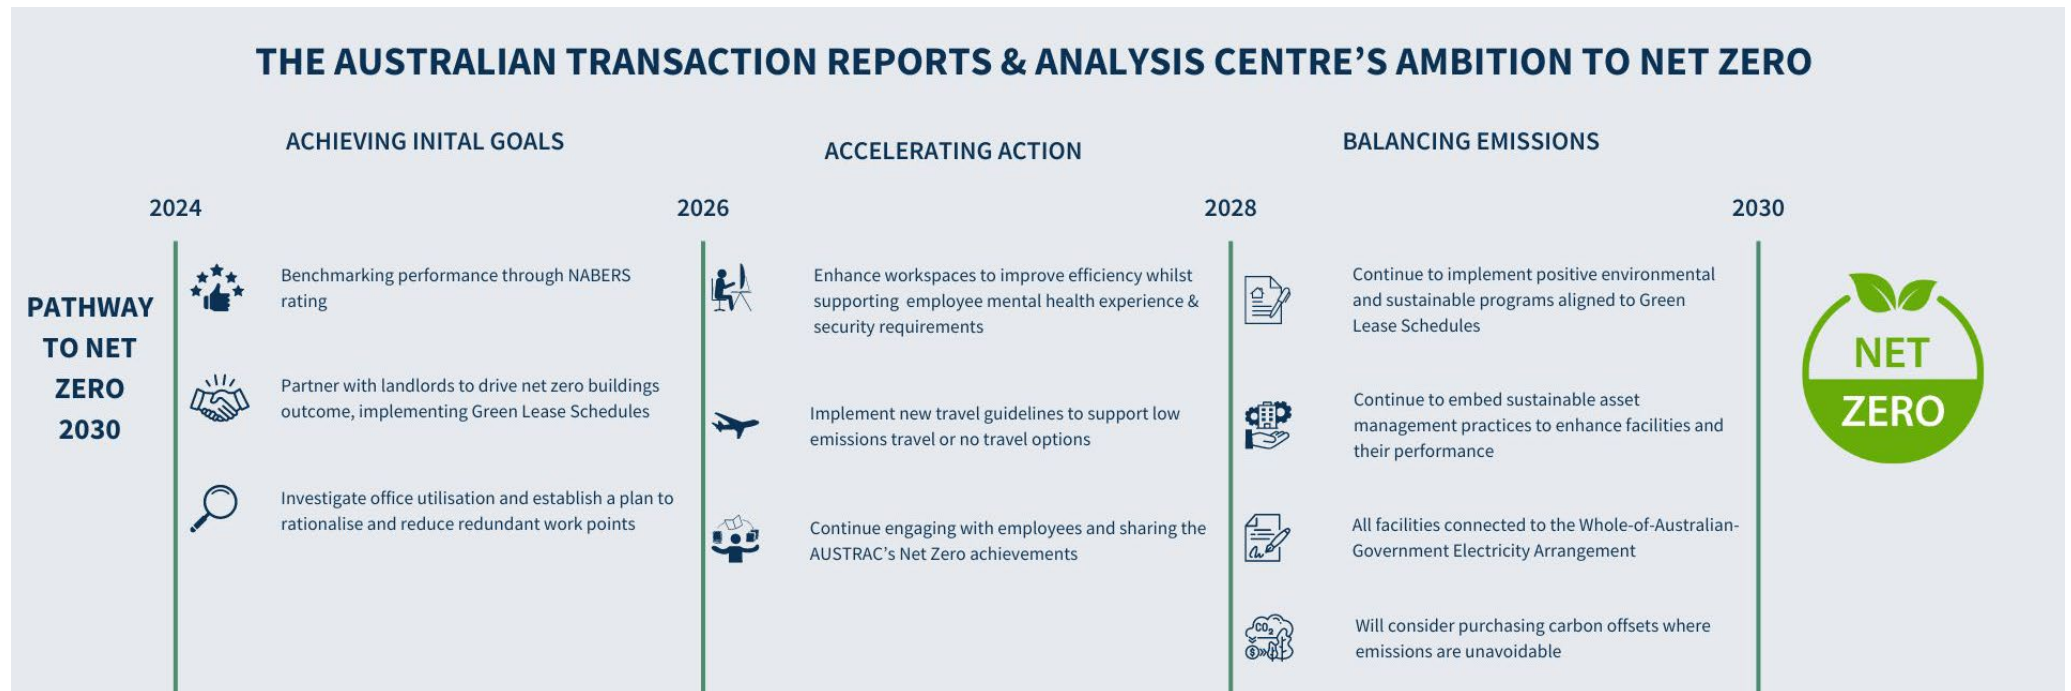 THE AUSTRALIAN TRANSACTION REPORTS & ANALYSIS CENTRE’S AMBITION TO NET ZERO
ACHIEVING INITAL GOALS
ACCELERATING ACTION
BALANCING EMISSIONS
2024
2026
2028
2030
PATHWAY
TO NET
ZERO
2030
Benchmarking performance through NABERS
rating
Partner with landlords to drive net zero buildings
outcome, implementing Green Lease Schedules
Investigate office utilisation and establish a plan to
rationalise and reduce redundant work points
Enhance workspaces to improve efficiency whilst
supporting employee mental health experience &
security requirements
Implement new travel guidelines to support low
emissions travel or no travel options
Continue engaging with employees and sharing the
AUSTRAC’s Net Zero achievements
Continue to implement positive environmental
and sustainable programs aligned to Green
Lease Schedules
Continue to embed sustainable asset
management practices to enhance facilities and
their performance
All facilities connected to the Whole-of-Australian-
Government Electricity Arrangement
CO₂
$
Will consider purchasing carbon offsets where
emissions are unavoidable
NET
ZERO